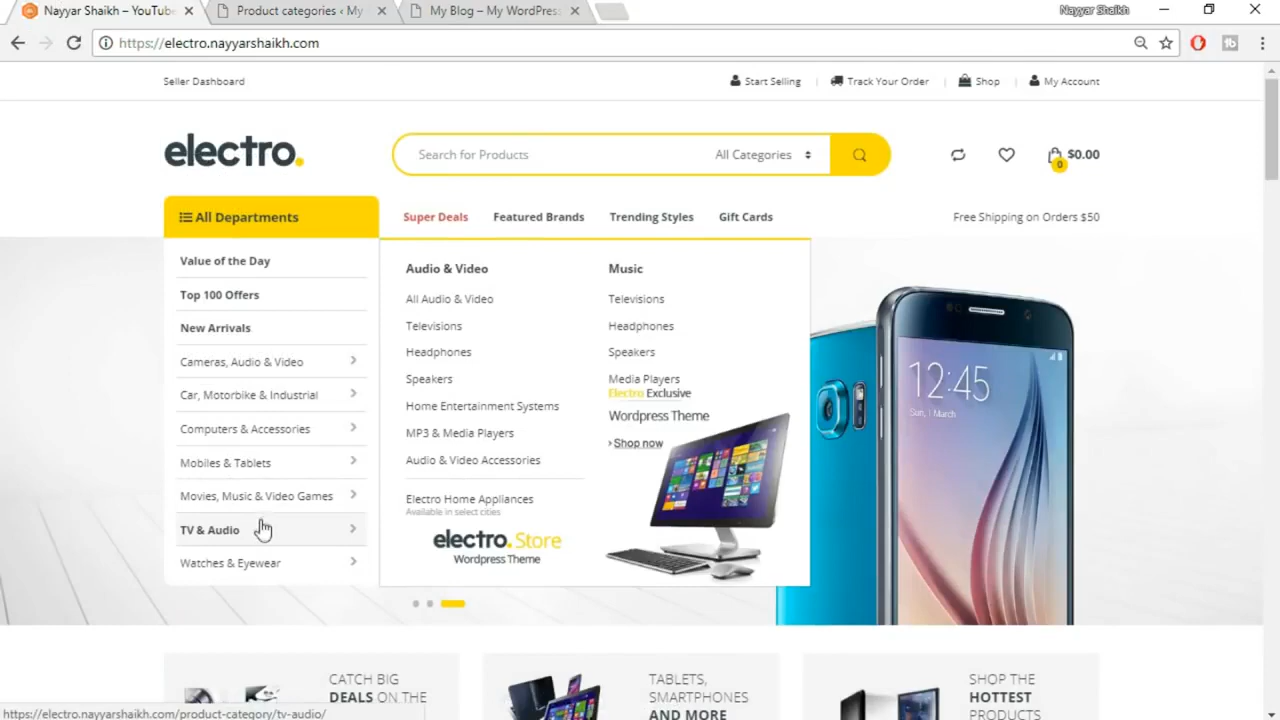 Nayyar Shaikh – YouTube
Product categories ‹ My
My Blog – My WordPress
Nayyar Shaikh
https://electro.nayyarshaikh.com
Seller Dashboard
Start Selling
Track Your Order
Shop
My Account
electro.
Search for Products
All Categories
0
$0.00
All Departments
Super Deals
Featured Brands
Trending Styles
Gift Cards
Free Shipping on Orders $50
Value of the Day
Top 100 Offers
New Arrivals
Cameras, Audio & Video
Car, Motorbike & Industrial
Computers & Accessories
Mobiles & Tablets
Movies, Music & Video Games
TV & Audio
Watches & Eyewear
Audio & Video
All Audio & Video
Televisions
Headphones
Speakers
Home Entertainment Systems
MP3 & Media Players
Audio & Video Accessories
Electro Home Appliances
Available in select cities
electro.Store
Wordpress Theme
Music
Televisions
Headphones
Speakers
Media Players
Electro Exclusive
Wordpress Theme
Shop now
12:45
Sun, 1 March
CATCH BIG
DEALS ON THE
TABLETS,
SMARTPHONES
AND MORE
SHOP THE
HOTTEST
PRODUCTS
https://electro.nayyarshaikh.com/product-category/tv-audio/